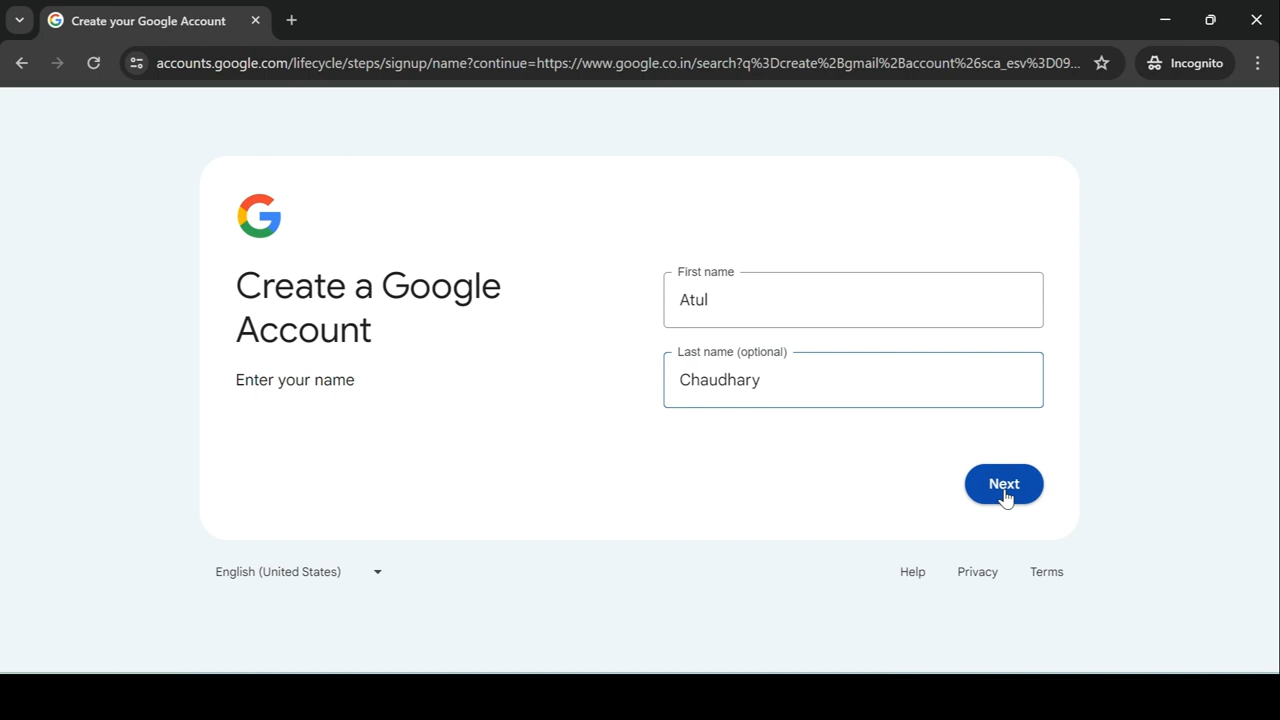 Create your Google Account
accounts.google.com/lifecycle/steps/signup/name?continue=https://www.google.co.in/search?q%3Dcreate%2Bgmail%2Baccount%26sca_esv%3D09...
Incognito
Create a Google
Account
Enter your name
First name
Atul
Last name (optional)
Chaudhary
Next
English (United States)
Help Privacy Terms